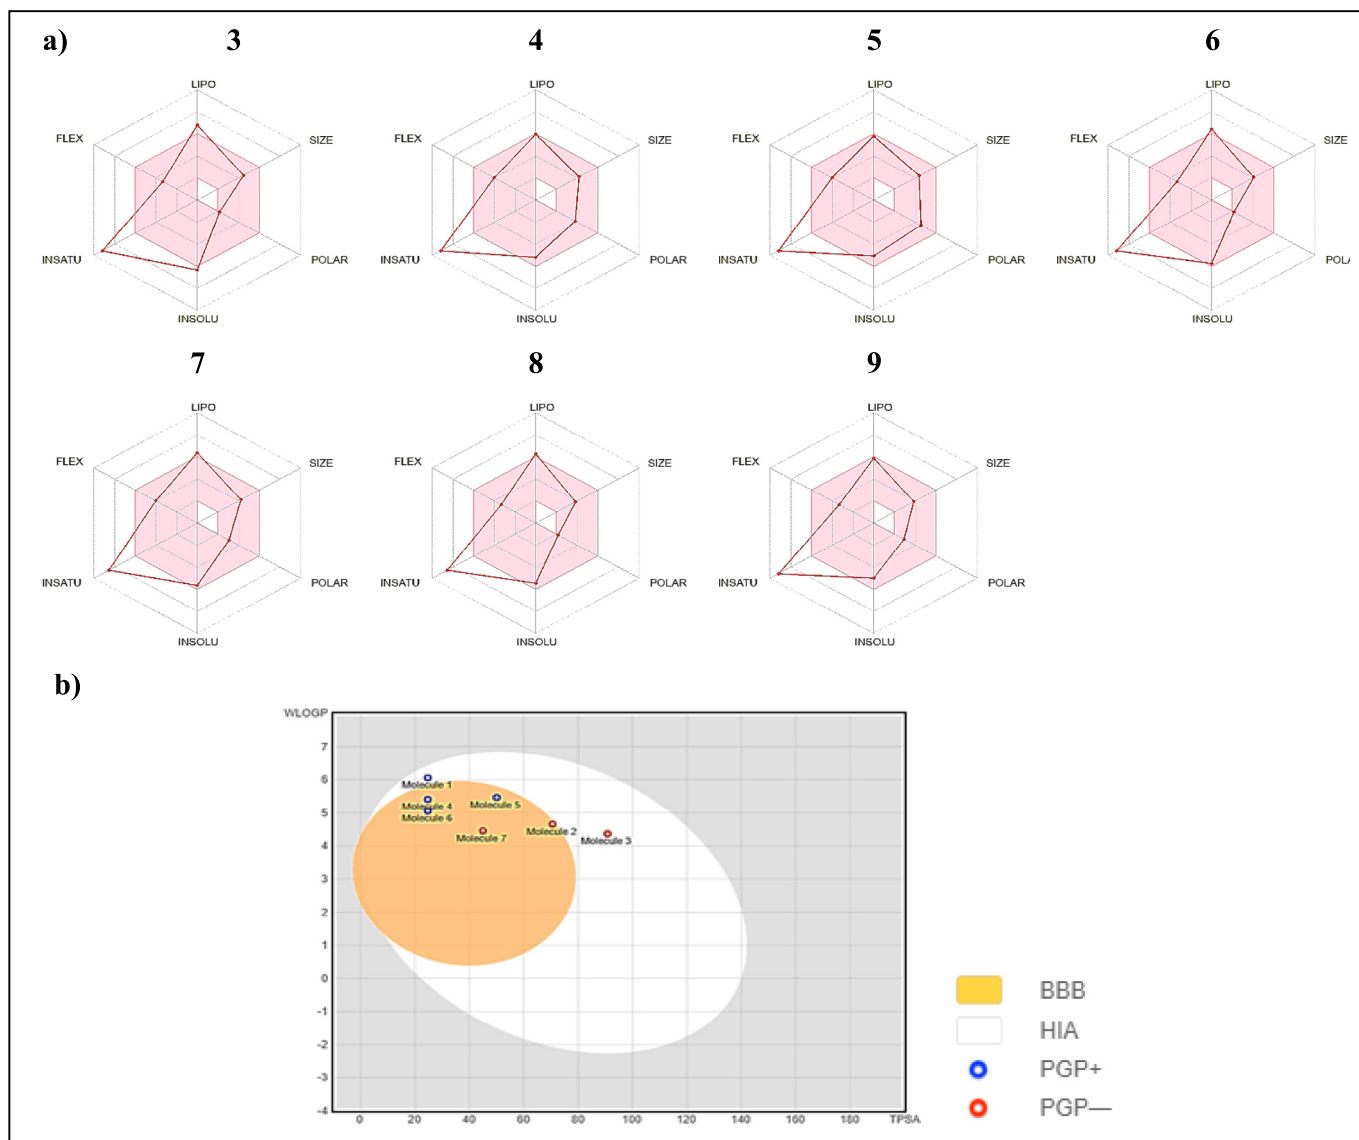 a) 3 4 5 6
LIPO LIPO LIPO LIPO
FLEX SIZE FLEX SIZE FLEX SIZE FLEX SIZE
INSATU POLAR INSATU POLAR INSATU POLAR INSATU POLA
INSOLU INSOLU INSOLU INSOLU
7 8 9
LIPO LIPO LIPO
FLEX SIZE FLEX SIZE FLEX SIZE
INSATU POLAR INSATU POLAR INSATU POLAR
INSOLU INSOLU INSOLU
b)
WLOGP
7
6
Molecule 1
Molecule 4 Molecule 5
5
Molecule 6
Molecule 7 Molecule 2 Molecule 3
4
3
2
1
0
-1
-2
-3
-4
0 20 40 60 80 100 120 140 160 180 TPSA
BBB
HIA
PGP+
PGP—